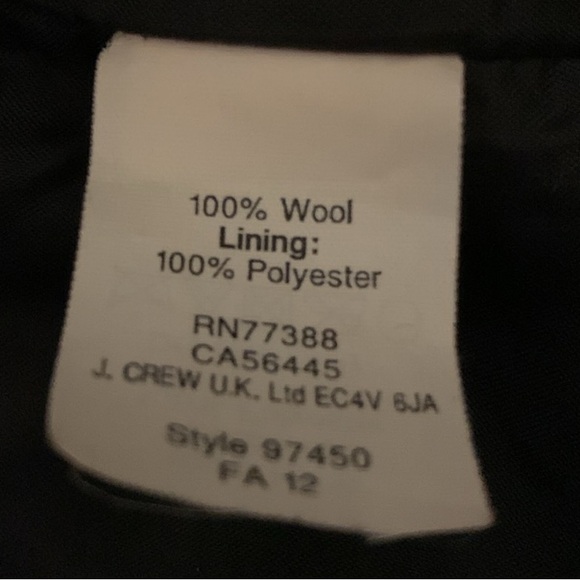 100% Wool
Lining:
100% Polyester
RN77388
CA56445
J. CREW U.K. Ltd EC4V 6JA
Style 97450
FA 12